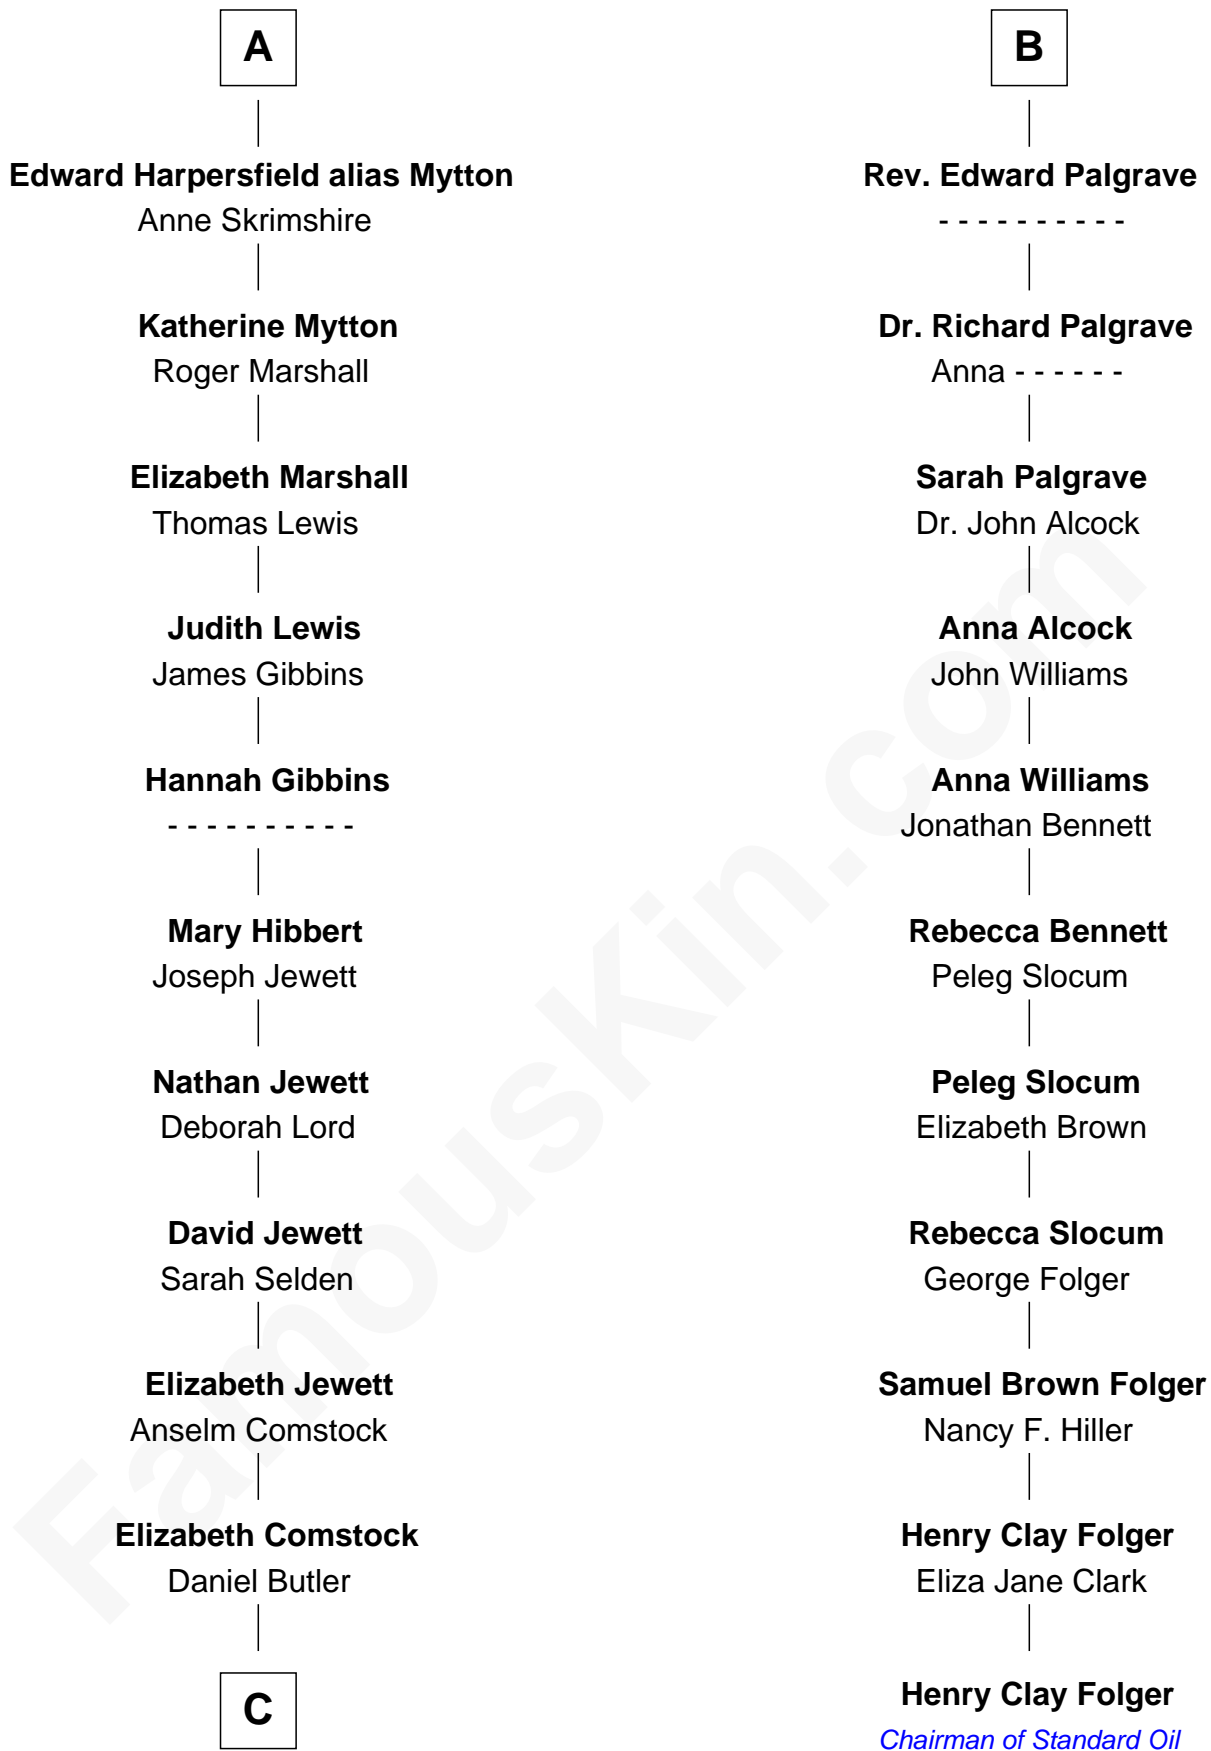 A
Edward Harpersfield alias Mytton
Anne Skrimshire
Katherine Mytton
Roger Marshall
Elizabeth Marshall
Thomas Lewis
Judith Lewis
James Gibbins
Hannah Gibbins
- - - - - - - - - -
Mary Hibbert
Joseph Jewett
Nathan Jewett
Deborah Lord
David Jewett
Sarah Selden
Elizabeth Jewett
Anselm Comstock
Elizabeth Comstock
Daniel Butler
C
B
Rev. Edward Palgrave
- - - - - - - - - -
Dr. Richard Palgrave
Anna - - - - - -
Sarah Palgrave
Dr. John Alcock
Anna Alcock
John Williams
Anna Williams
Jonathan Bennett
Rebecca Bennett
Peleg Slocum
Peleg Slocum
Elizabeth Brown
Rebecca Slocum
George Folger
Samuel Brown Folger
Nancy F. Hiller
Henry Clay Folger
Eliza Jane Clark
Henry Clay Folger
Chairman of Standard Oil
FamousKin.com